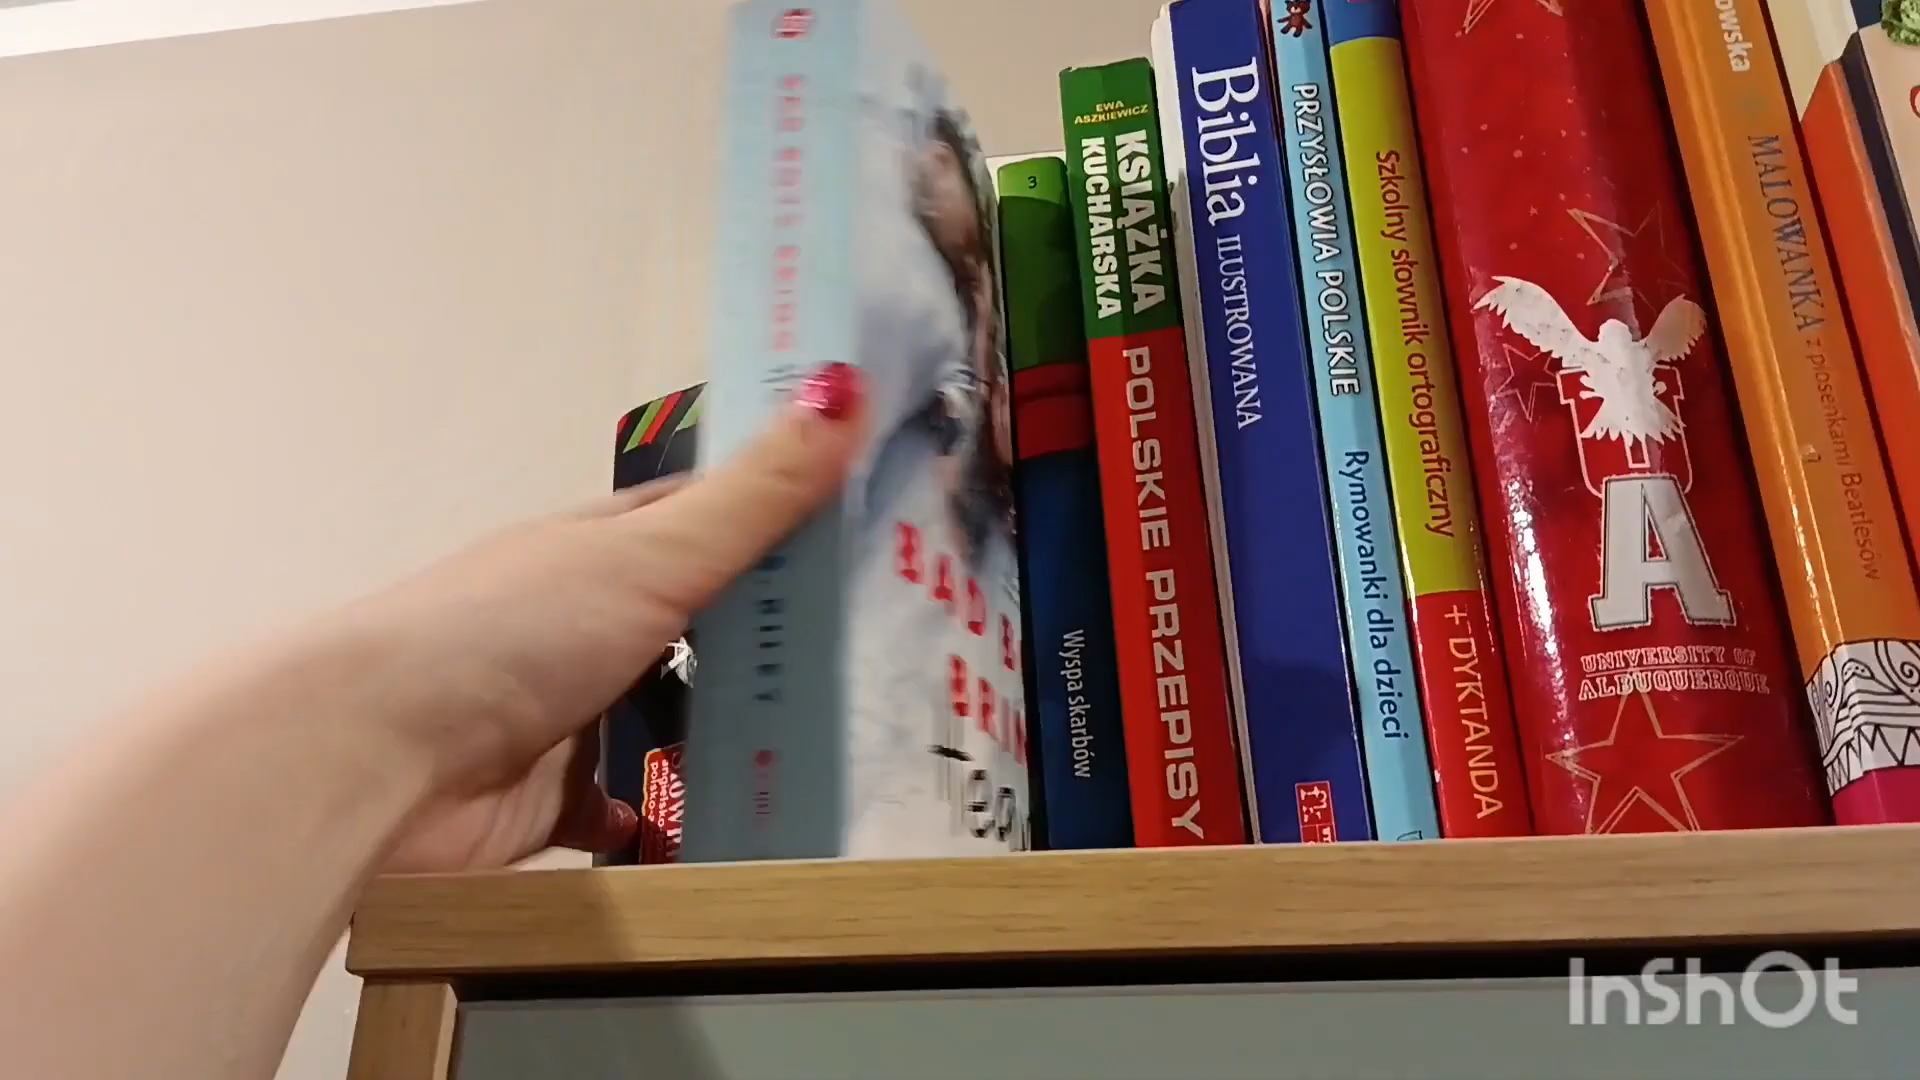 BAD
3
Wyspa skarbów
EWA
ASZKIEWICZ
KSIĄŻKA
KUCHARSKA
POLSKIE PRZEPISY
Biblia ILUSTROWANA
PRZYSŁOWIA POLSKIE
Rymowanki dla dzieci
Szkolny słownik ortograficzny
+ DYKTANDA
A
UNIVERSITY OF
ALBUQUERQUE
MALOWANKA z piosenkami Beatlesów
InShOt